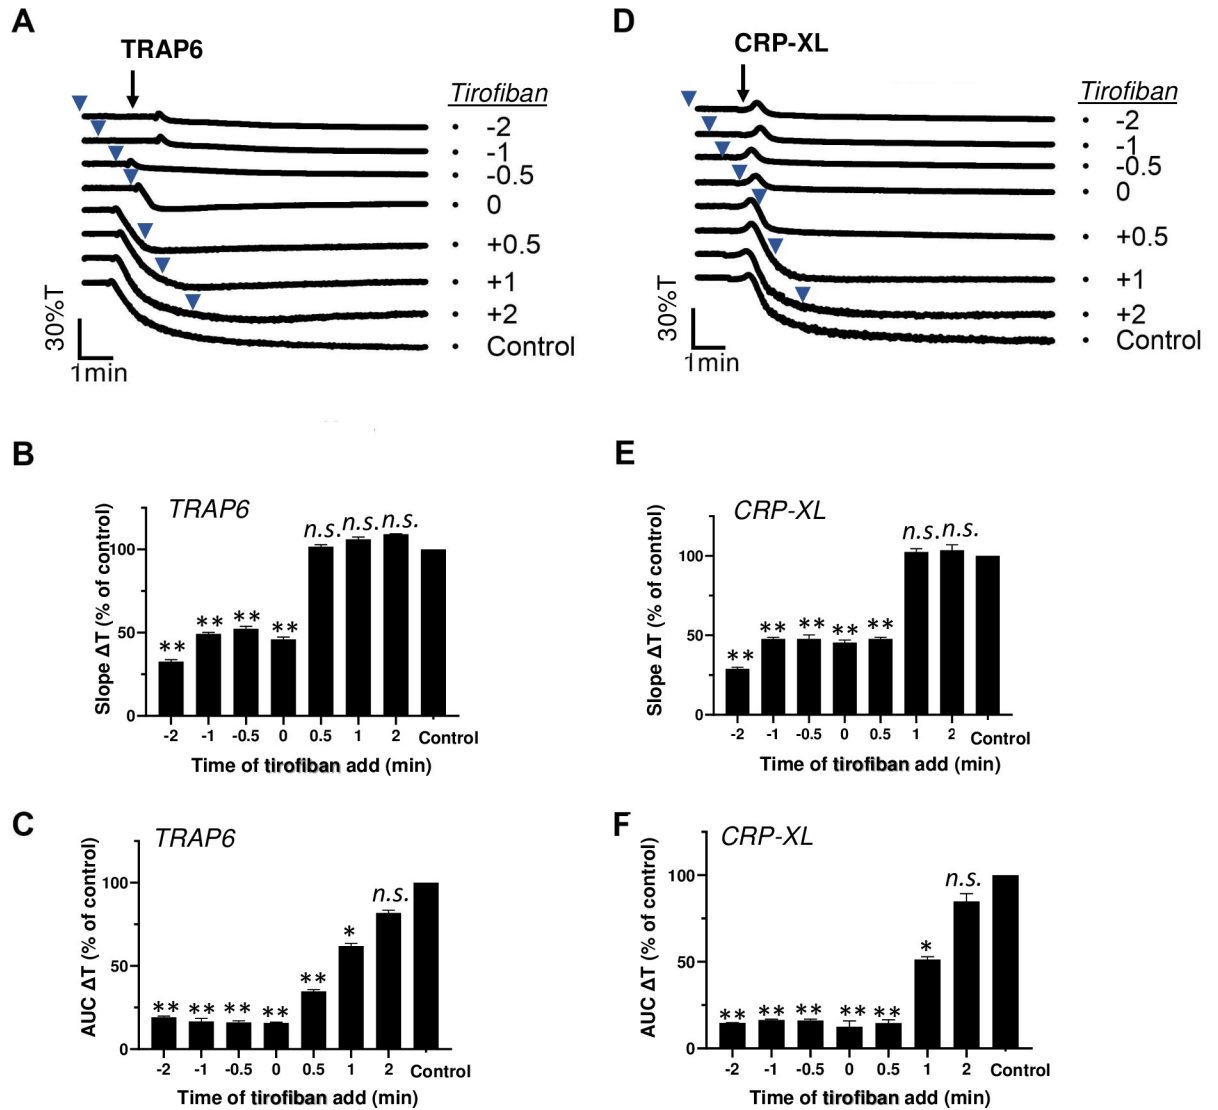 A
TRAP6
Tirofiban
• -2
• -1
• -0.5
• 0
• +0.5
• +1
• +2
• Control
30%T
1min
D
CRP-XL
Tirofiban
• -2
• -1
• -0.5
• 0
• +0.5
• +1
• +2
• Control
30%T
1min
B
TRAP6
Slope ΔT (% of control)
100
50
0
** ** ** ** n.s. n.s. n.s.
-2 -1 -0.5 0 0.5 1 2 Control
Time of tirofiban add (min)
E
CRP-XL
Slope ΔT (% of control)
100
50
0
** ** ** ** ** n.s. n.s.
-2 -1 -0.5 0 0.5 1 2 Control
Time of tirofiban add (min)
C
TRAP6
AUC ΔT (% of control)
100
50
0
** ** ** ** ** * n.s.
-2 -1 -0.5 0 0.5 1 2 Control
Time of tirofiban add (min)
F
CRP-XL
AUC ΔT (% of control)
100
50
0
** ** ** ** ** * n.s.
-2 -1 -0.5 0 0.5 1 2 Control
Time of tirofiban add (min)